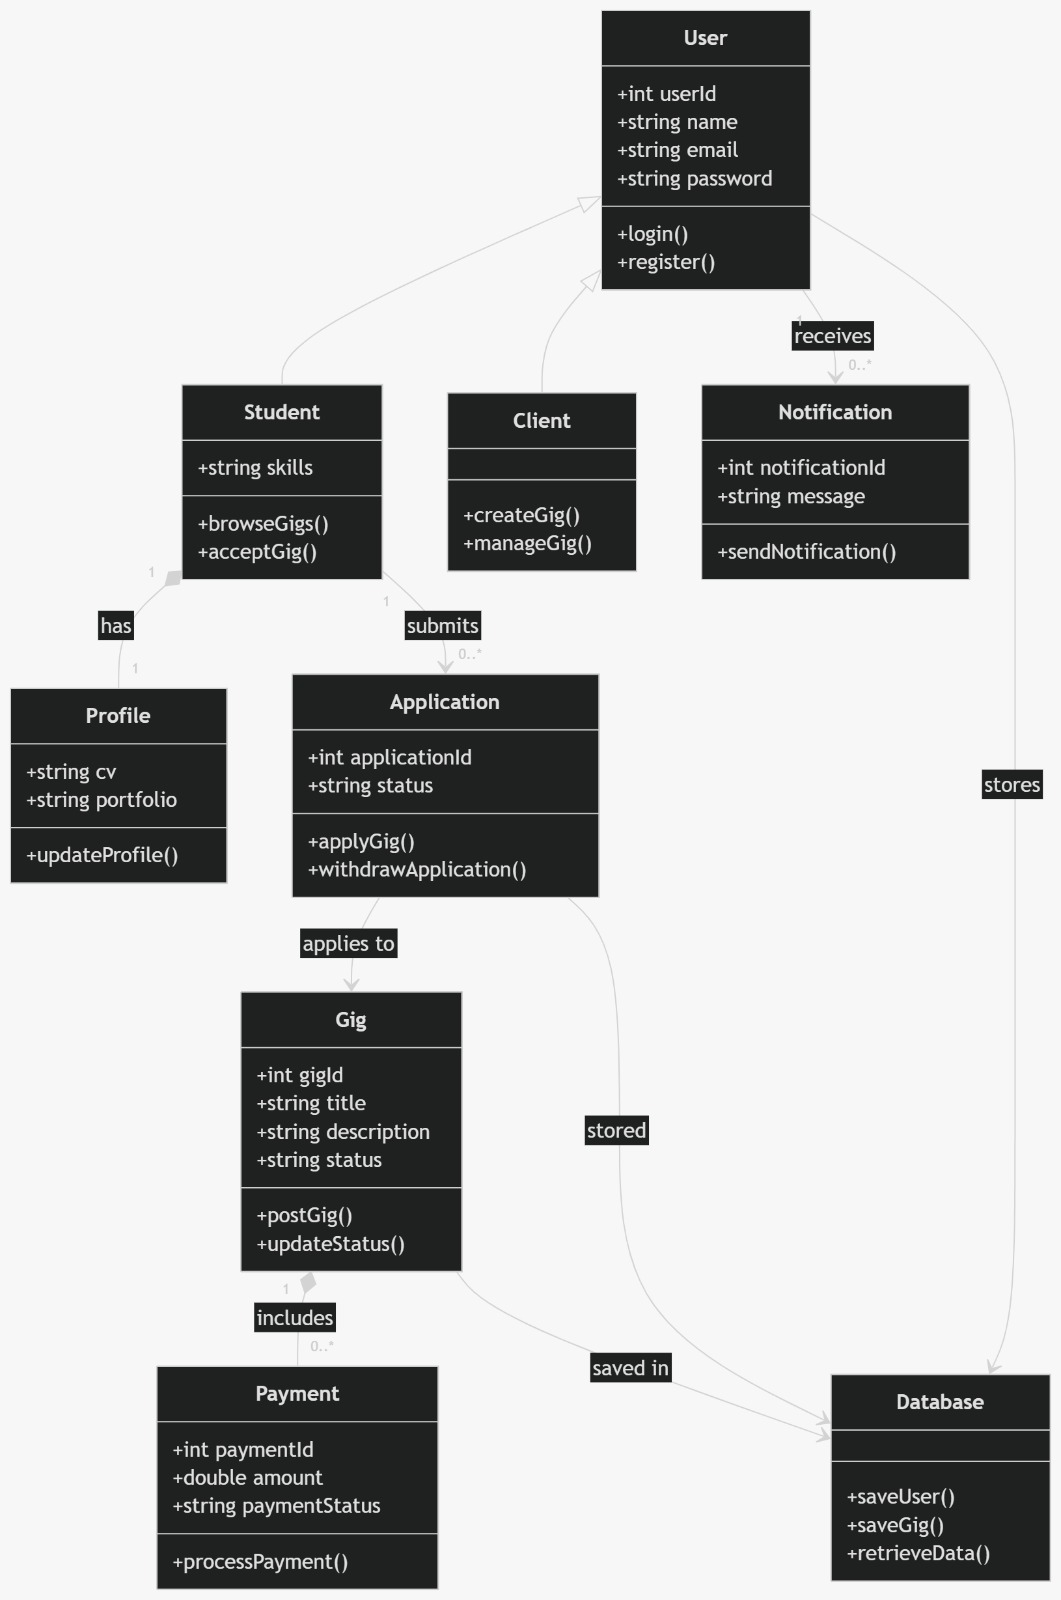 User
+int userId
+string name
+string email
+string password
+login()
+register()
1
receives
0..*
Student
+string skills
+browseGigs()
+acceptGig()
Client
+createGig()
+manageGig()
Notification
+int notificationId
+string message
+sendNotification()
1
has
1
1
submits
0..*
Profile
+string cv
+string portfolio
+updateProfile()
Application
+int applicationId
+string status
+applyGig()
+withdrawApplication()
stores
applies to
Gig
+int gigId
+string title
+string description
+string status
+postGig()
+updateStatus()
stored
1
includes
0..*
saved in
Payment
+int paymentId
+double amount
+string paymentStatus
+processPayment()
Database
+saveUser()
+saveGig()
+retrieveData()